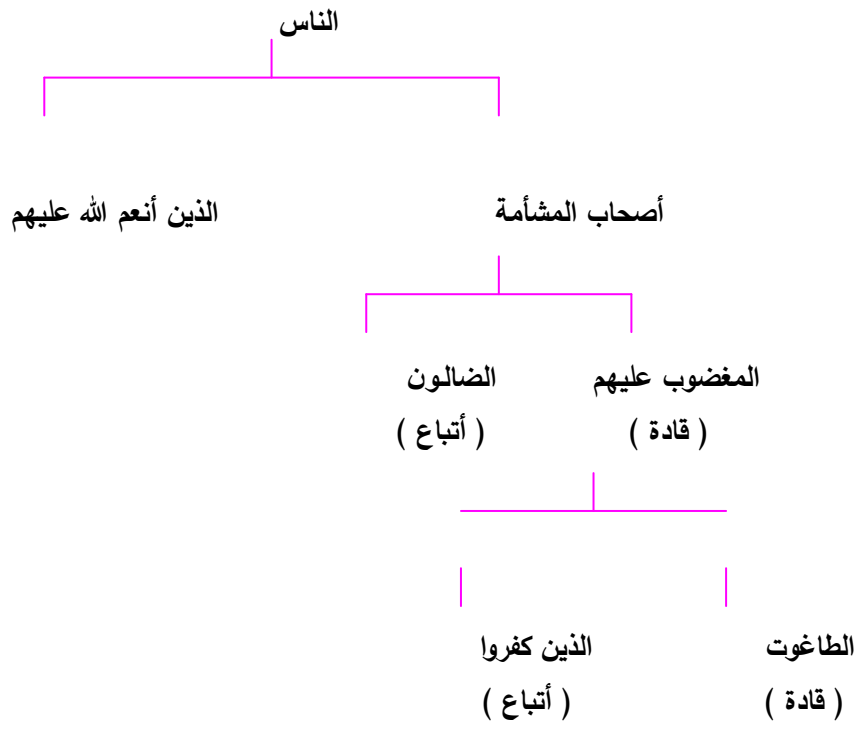 الناس
أصحاب المشأمة الذين أنعم الله عليهم
المغضوب عليهم الضالون
( قادة ) ( أتباع )
الطاغوت الذين كفروا
( قادة ) ( أتباع )